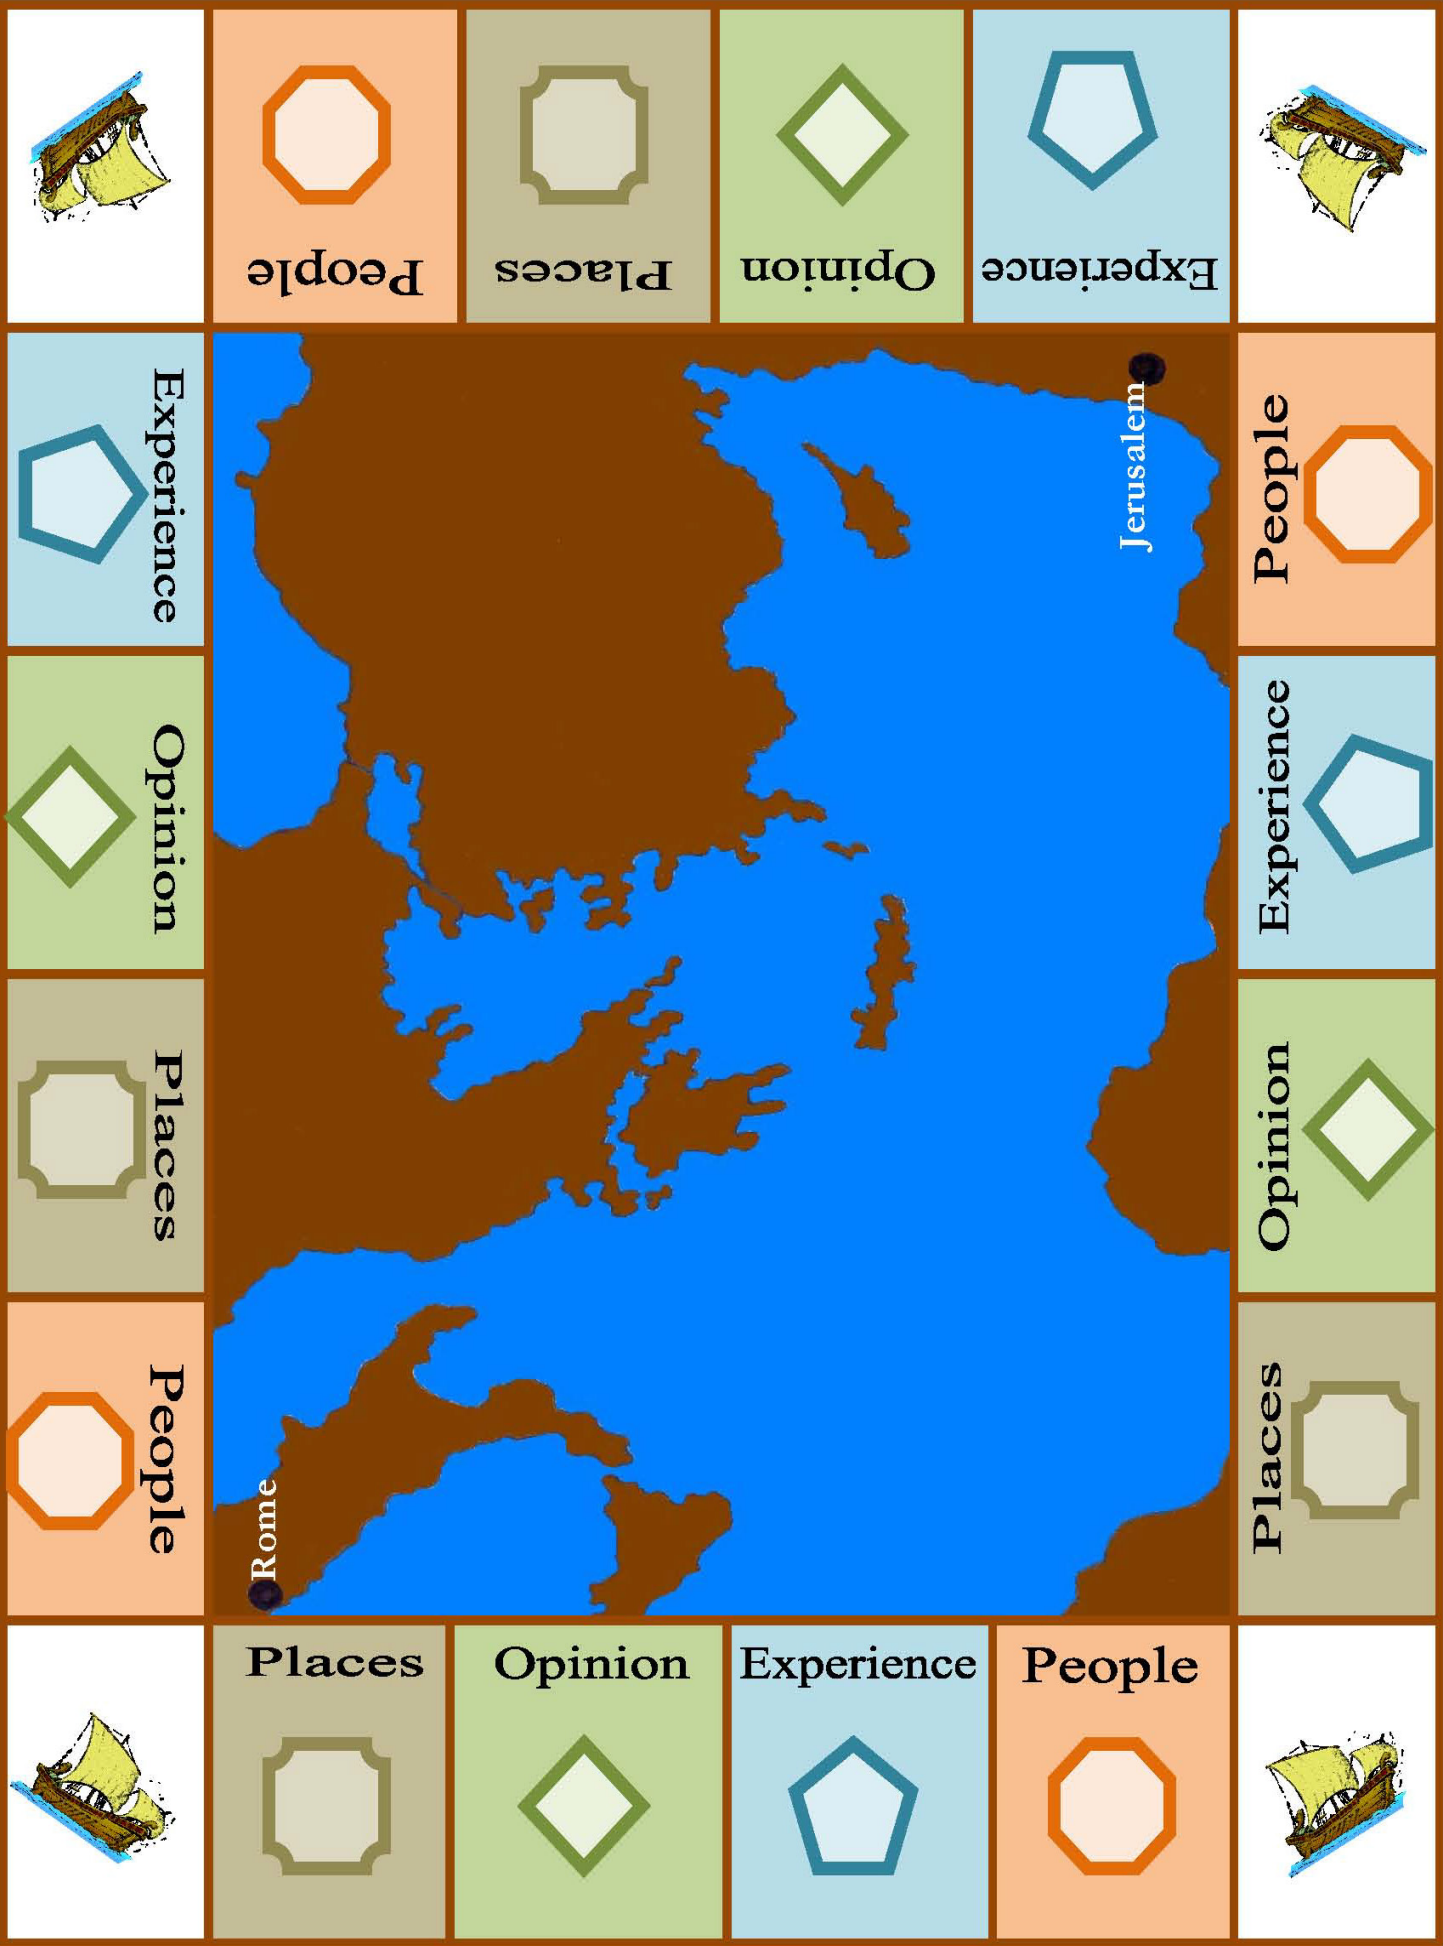 People
Places
Opinion
Experience
Experience
Opinion
Places
People
Jerusalem
Rome
People
Experience
Opinion
Places
Places
Opinion
Experience
People